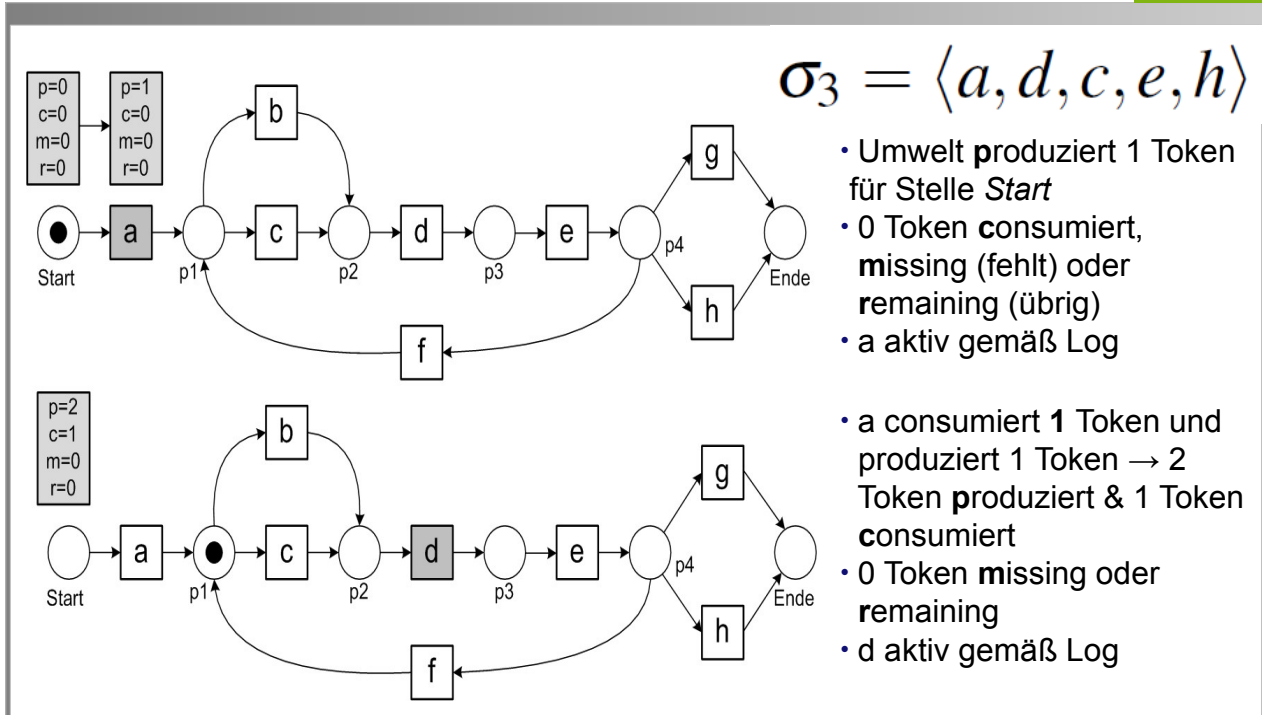 σ₃ = ⟨a, d, c, e, h⟩
p=0
c=0
m=0
r=0
p=1
c=0
m=0
r=0
b
g
a
c
d
e
Start
p1
p2
p3
p4
Ende
h
f
• Umwelt produziert 1 Token
für Stelle Start
• 0 Token consumiert,
missing (fehlt) oder
remaining (übrig)
• a aktiv gemäß Log
p=2
c=1
m=0
r=0
b
g
a
c
d
e
Start
p1
p2
p3
p4
Ende
h
f
• a consumiert 1 Token und
produziert 1 Token → 2
Token produziert & 1 Token
consumiert
• 0 Token missing oder
remaining
• d aktiv gemäß Log